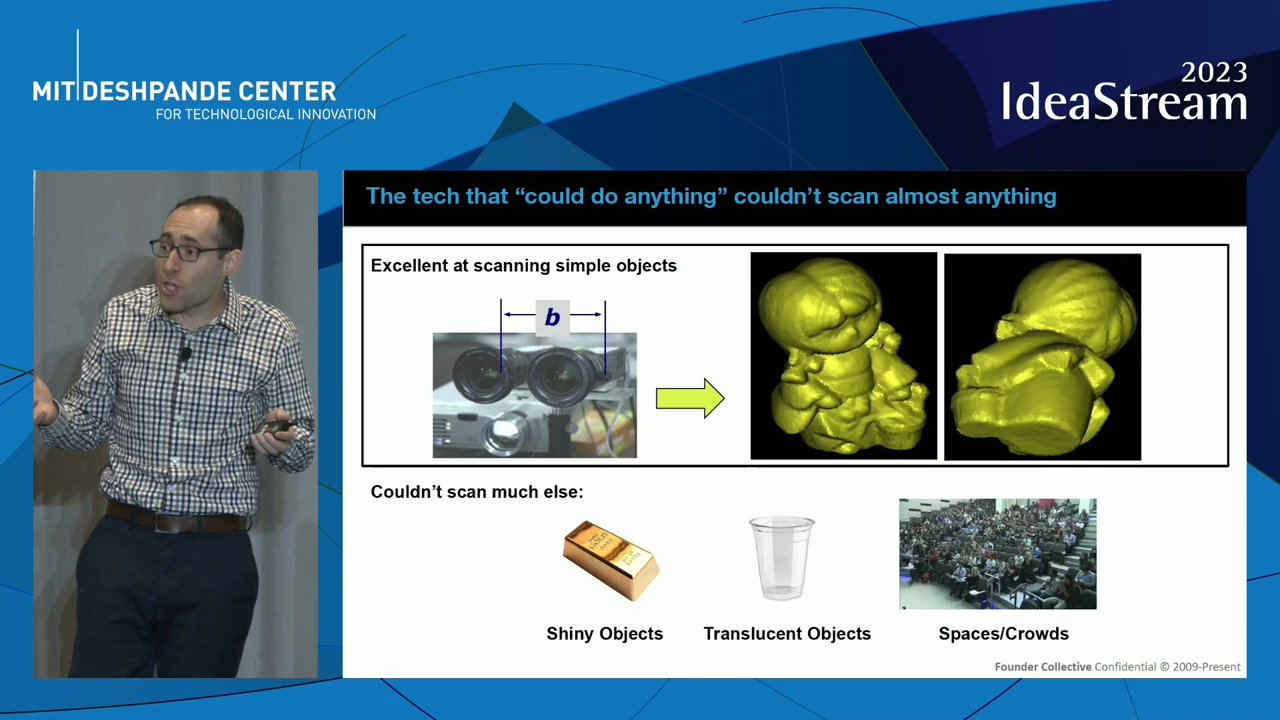 MIT DESHPANDE CENTER
FOR TECHNOLOGICAL INNOVATION
2023
IdeaStream
The tech that “could do anything” couldn’t scan almost anything
Excellent at scanning simple objects
b
Couldn’t scan much else:
GOLD
Shiny Objects
Translucent Objects
Spaces/Crowds
Founder Collective Confidential © 2009-Present